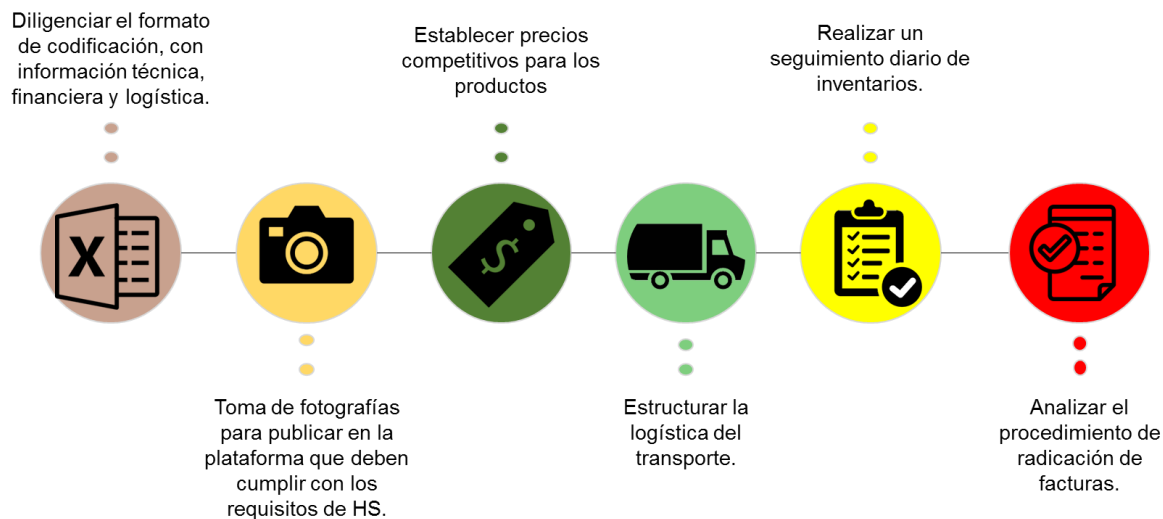 Diligenciar el formato
de codificación, con
información técnica,
financiera y logística.
Toma de fotografías
para publicar en la
plataforma que deben
cumplir con los
requisitos de HS.
Establecer precios
competitivos para los
productos
Estructurar la
logística del
transporte.
Realizar un
seguimiento diario de
inventarios.
Analizar el
procedimiento de
radicación de
facturas.
X
$